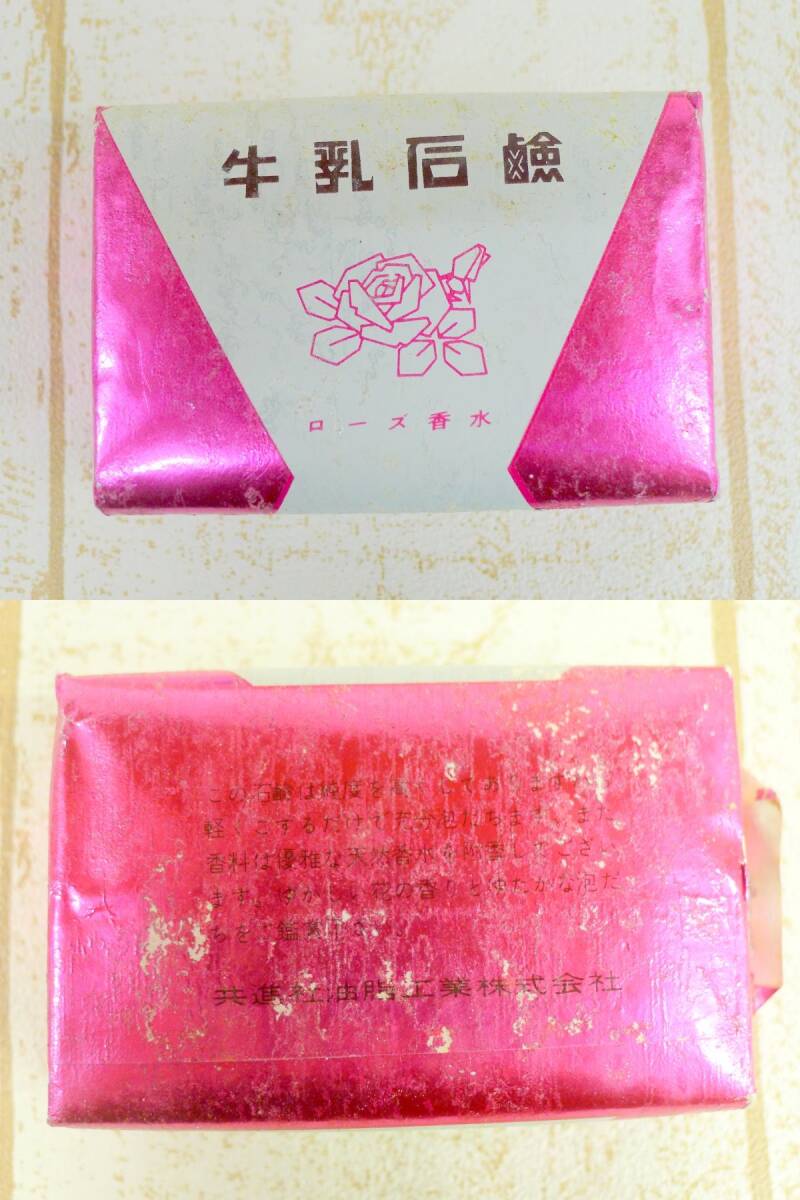 牛乳石鹸
ローズ香水
この石鹸は純度を高くしてありますから
軽くこするだけで充分泡だちます。また
香料は優雅な天然香水を附香してござい
ます。ゆかしい花の香りとゆたかな泡だ
ちをご鑑賞下さい。
共進社油脂工業株式会社